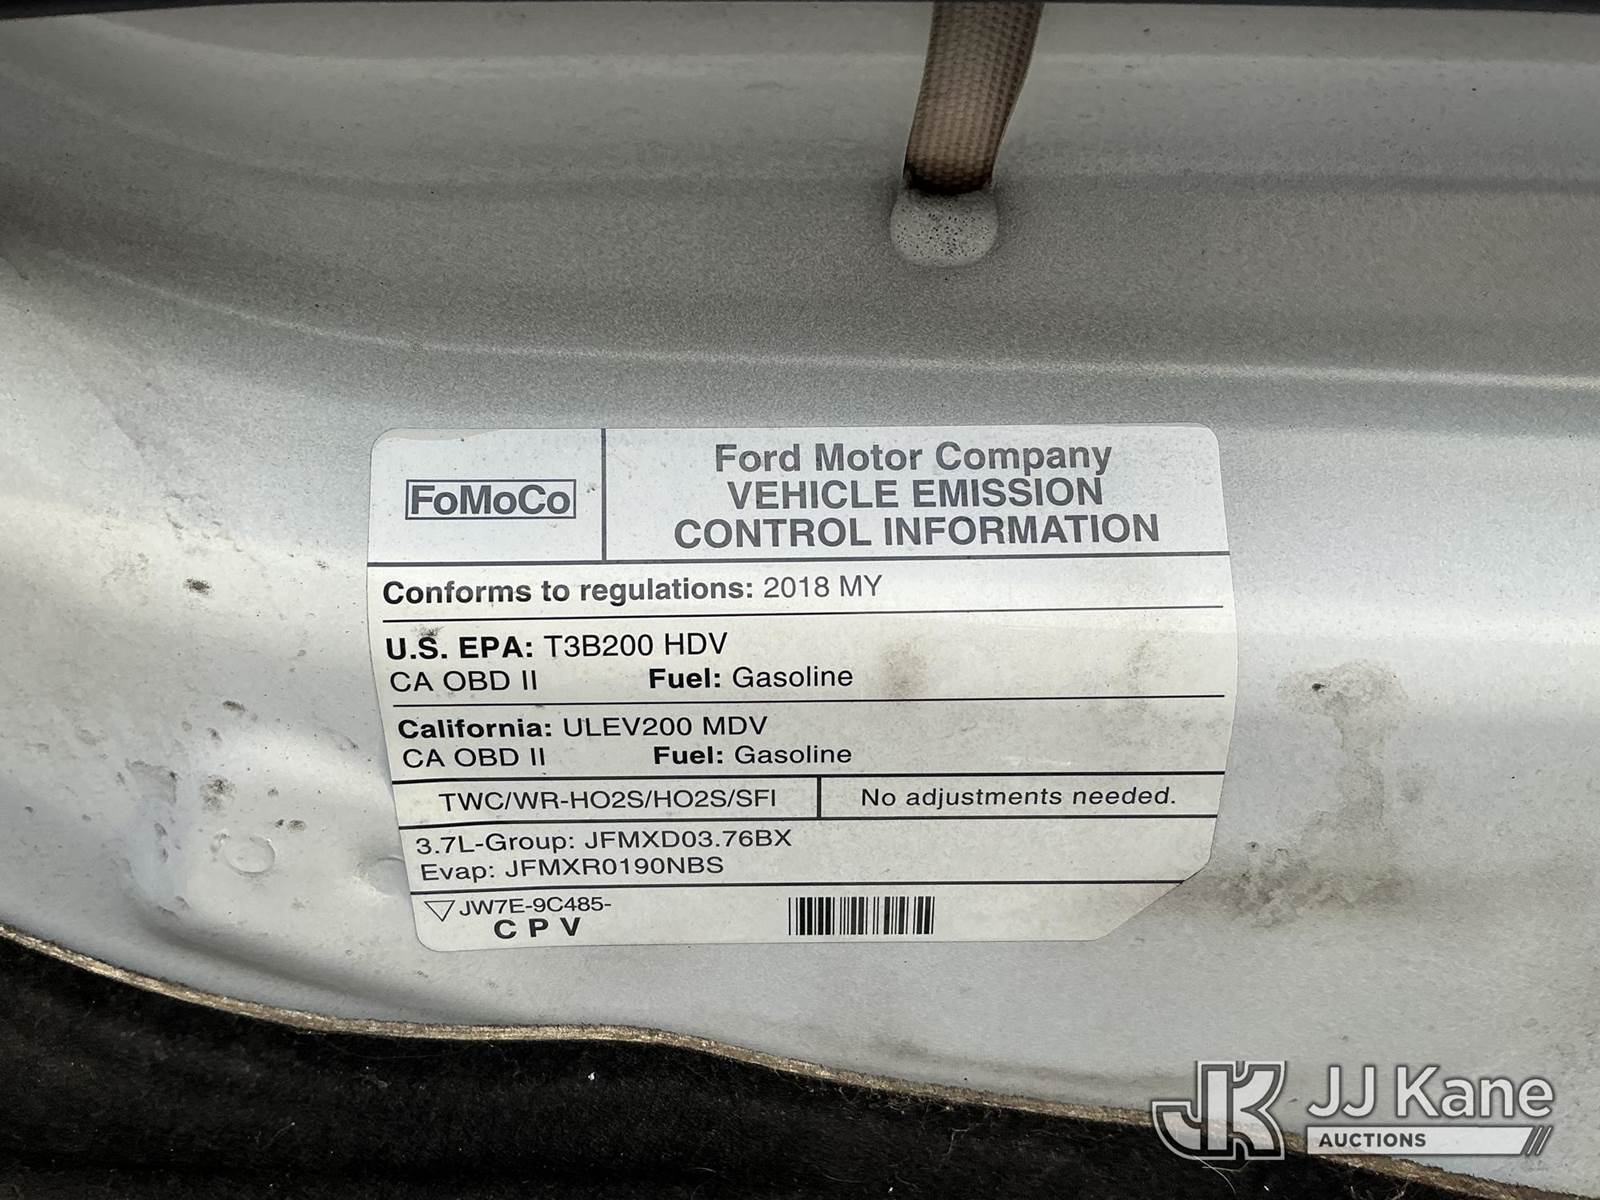 FoMoCo
Ford Motor Company
VEHICLE EMISSION
CONTROL INFORMATION
Conforms to regulations: 2018 MY
U.S. EPA: T3B200 HDV
CA OBD II Fuel: Gasoline
California: ULEV200 MDV
CA OBD II Fuel: Gasoline
TWC/WR-HO2S/HO2S/SFI No adjustments needed.
3.7L-Group: JFMXD03.76BX
Evap: JFMXR0190NBS
JW7E-9C485-
C P V
JK JJ Kane
AUCTIONS